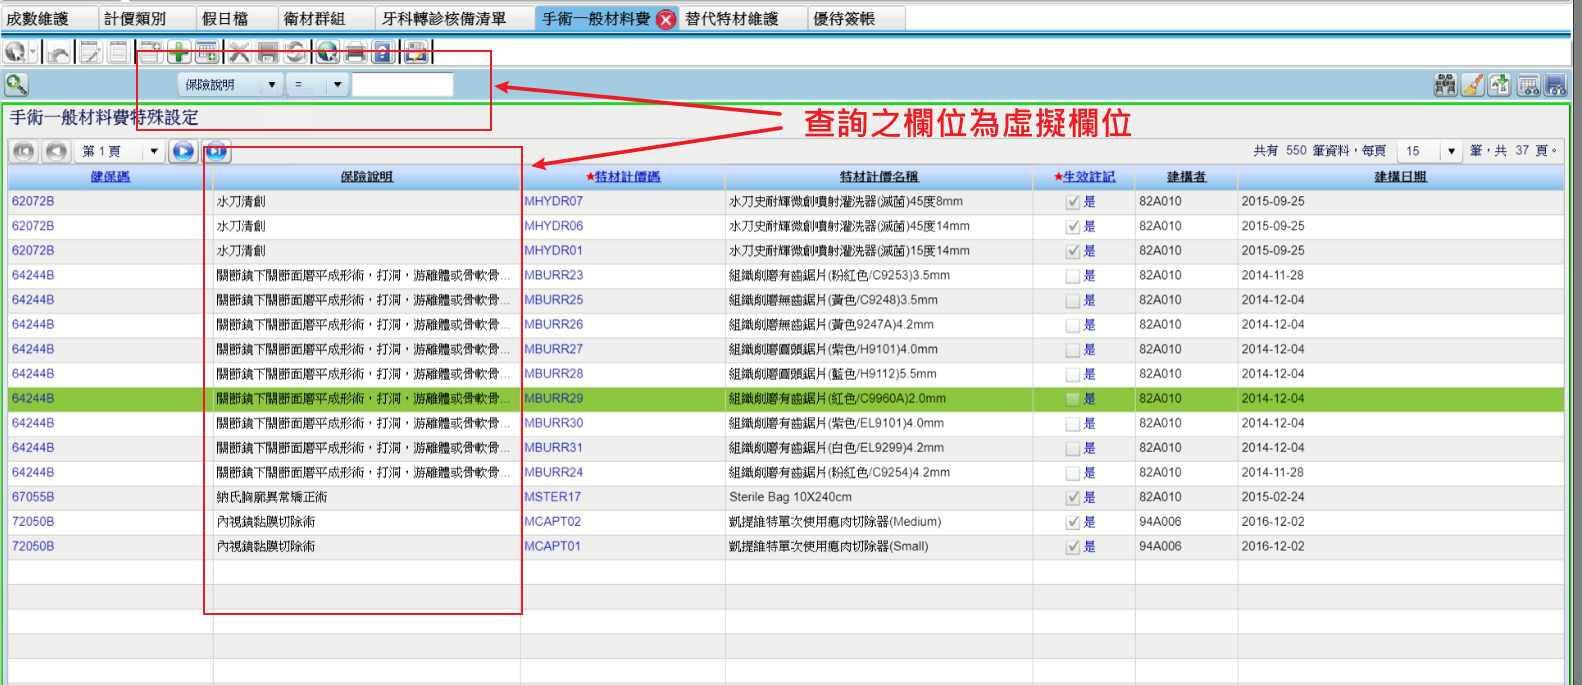 成數維護 計價類別 假日檔 衛材群組 牙科轉診核備清單 手術一般材料費 替代特材維護 優待簽帳
保險說明 =
查詢之欄位為虛擬欄位
手術一般材料費特殊設定
第 1 頁 共有 550 筆資料，每頁 15 筆，共 37 頁。
健保碼 保險說明 ★特材計價碼 特材計價名稱 ★生效註記 建構者 建構日期
62072B 水刀清創 MHYDR07 水刀史耐輝微創噴射灌洗器(滅菌)45度8mm 是 82A010 2015-09-25
62072B 水刀清創 MHYDR06 水刀史耐輝微創噴射灌洗器(滅菌)45度14mm 是 82A010 2015-09-25
62072B 水刀清創 MHYDR01 水刀史耐輝微創噴射灌洗器(滅菌)15度14mm 是 82A010 2015-09-25
64244B 關節鏡下關節面磨平成形術，打洞，游離體或骨軟骨... MBURR23 組織削磨有齒鋸片(粉紅色/C9253)3.5mm 是 82A010 2014-11-28
64244B 關節鏡下關節面磨平成形術，打洞，游離體或骨軟骨... MBURR25 組織削磨無齒鋸片(黃色/C9248)3.5mm 是 82A010 2014-12-04
64244B 關節鏡下關節面磨平成形術，打洞，游離體或骨軟骨... MBURR26 組織削磨無齒鋸片(黃色9247A)4.2mm 是 82A010 2014-12-04
64244B 關節鏡下關節面磨平成形術，打洞，游離體或骨軟骨... MBURR27 組織削磨圓頭鋸片(紫色/H9101)4.0mm 是 82A010 2014-12-04
64244B 關節鏡下關節面磨平成形術，打洞，游離體或骨軟骨... MBURR28 組織削磨圓頭鋸片(藍色/H9112)5.5mm 是 82A010 2014-12-04
64244B 關節鏡下關節面磨平成形術，打洞，游離體或骨軟骨... MBURR29 組織削磨有齒鋸片(紅色/C9960A)2.0mm 是 82A010 2014-12-04
64244B 關節鏡下關節面磨平成形術，打洞，游離體或骨軟骨... MBURR30 組織削磨有齒鋸片(紫色/EL9101)4.0mm 是 82A010 2014-12-04
64244B 關節鏡下關節面磨平成形術，打洞，游離體或骨軟骨... MBURR31 組織削磨有齒鋸片(白色/EL9299)4.2mm 是 82A010 2014-12-04
64244B 關節鏡下關節面磨平成形術，打洞，游離體或骨軟骨... MBURR24 組織削磨有齒鋸片(粉紅色/C9254)4.2mm 是 82A010 2014-11-28
67055B 納氏胸廓異常矯正術 MSTER17 Sterile Bag 10X240cm 是 82A010 2015-02-24
72050B 內視鏡黏膜切除術 MCAPT02 凱提維特單次使用瘜肉切除器(Medium) 是 94A006 2016-12-02
72050B 內視鏡黏膜切除術 MCAPT01 凱提維特單次使用瘜肉切除器(Small) 是 94A006 2016-12-02